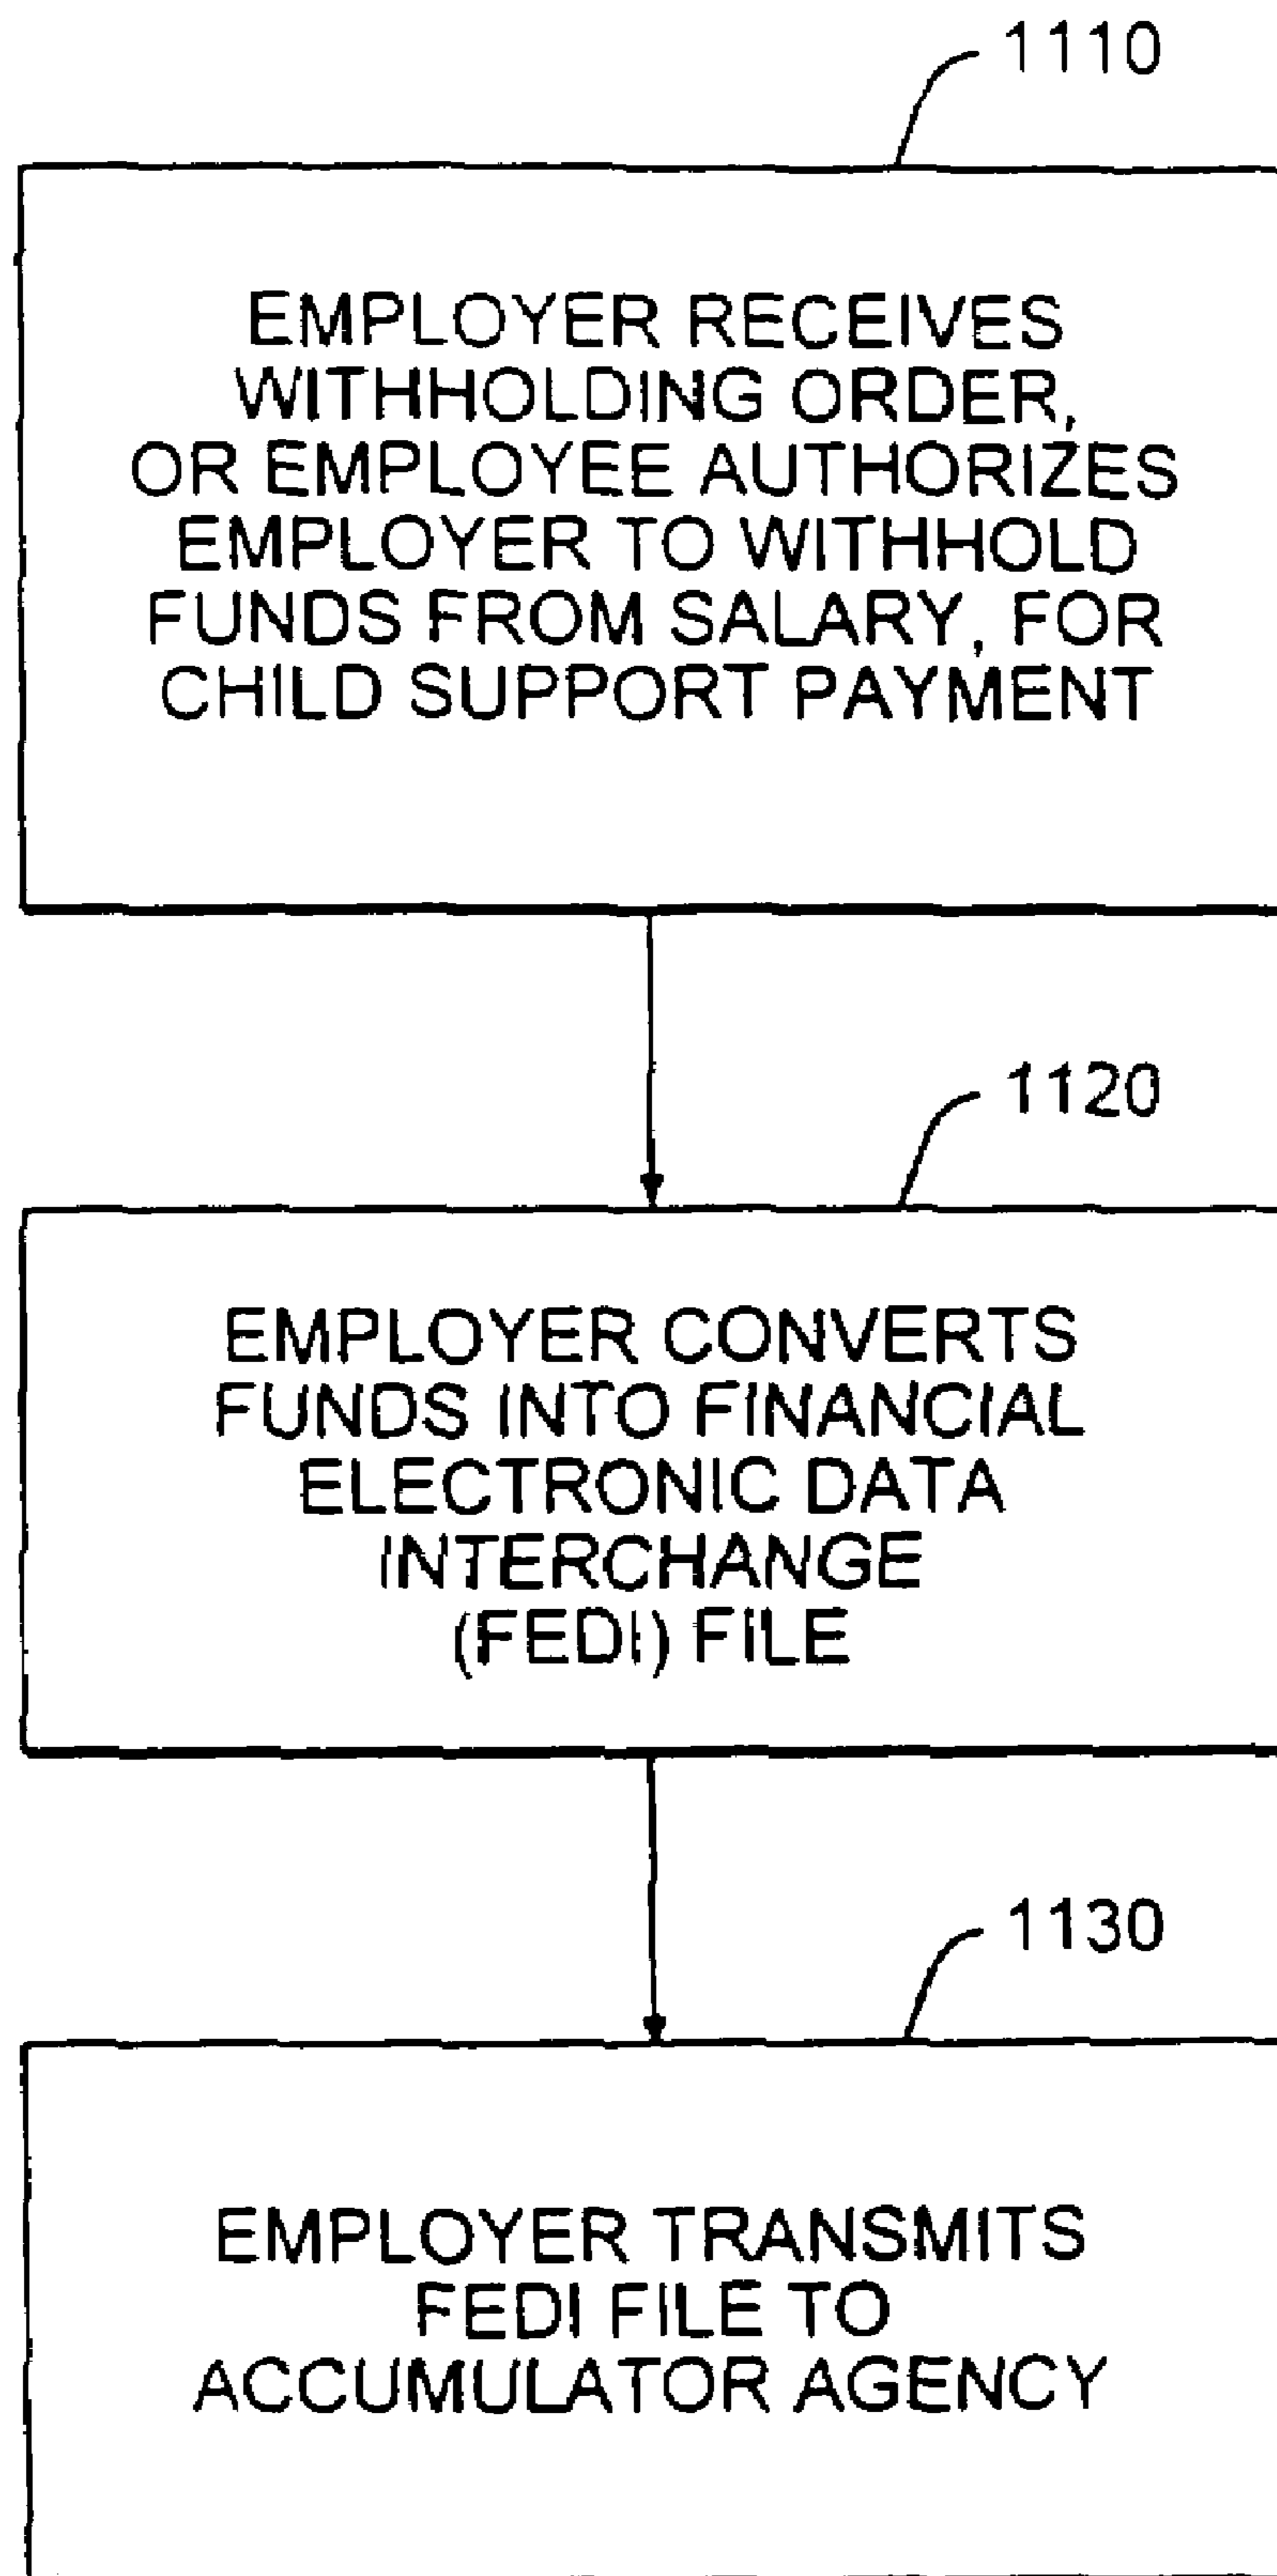 1110
EMPLOYER RECEIVES
WITHHOLDING ORDER,
OR EMPLOYEE AUTHORIZES
EMPLOYER TO WITHHOLD
FUNDS FROM SALARY, FOR
CHILD SUPPORT PAYMENT
1120
EMPLOYER CONVERTS
FUNDS INTO FINANCIAL
ELECTRONIC DATA
INTERCHANGE
(FEDI) FILE
1130
EMPLOYER TRANSMITS
FEDI FILE TO
ACCUMULATOR AGENCY